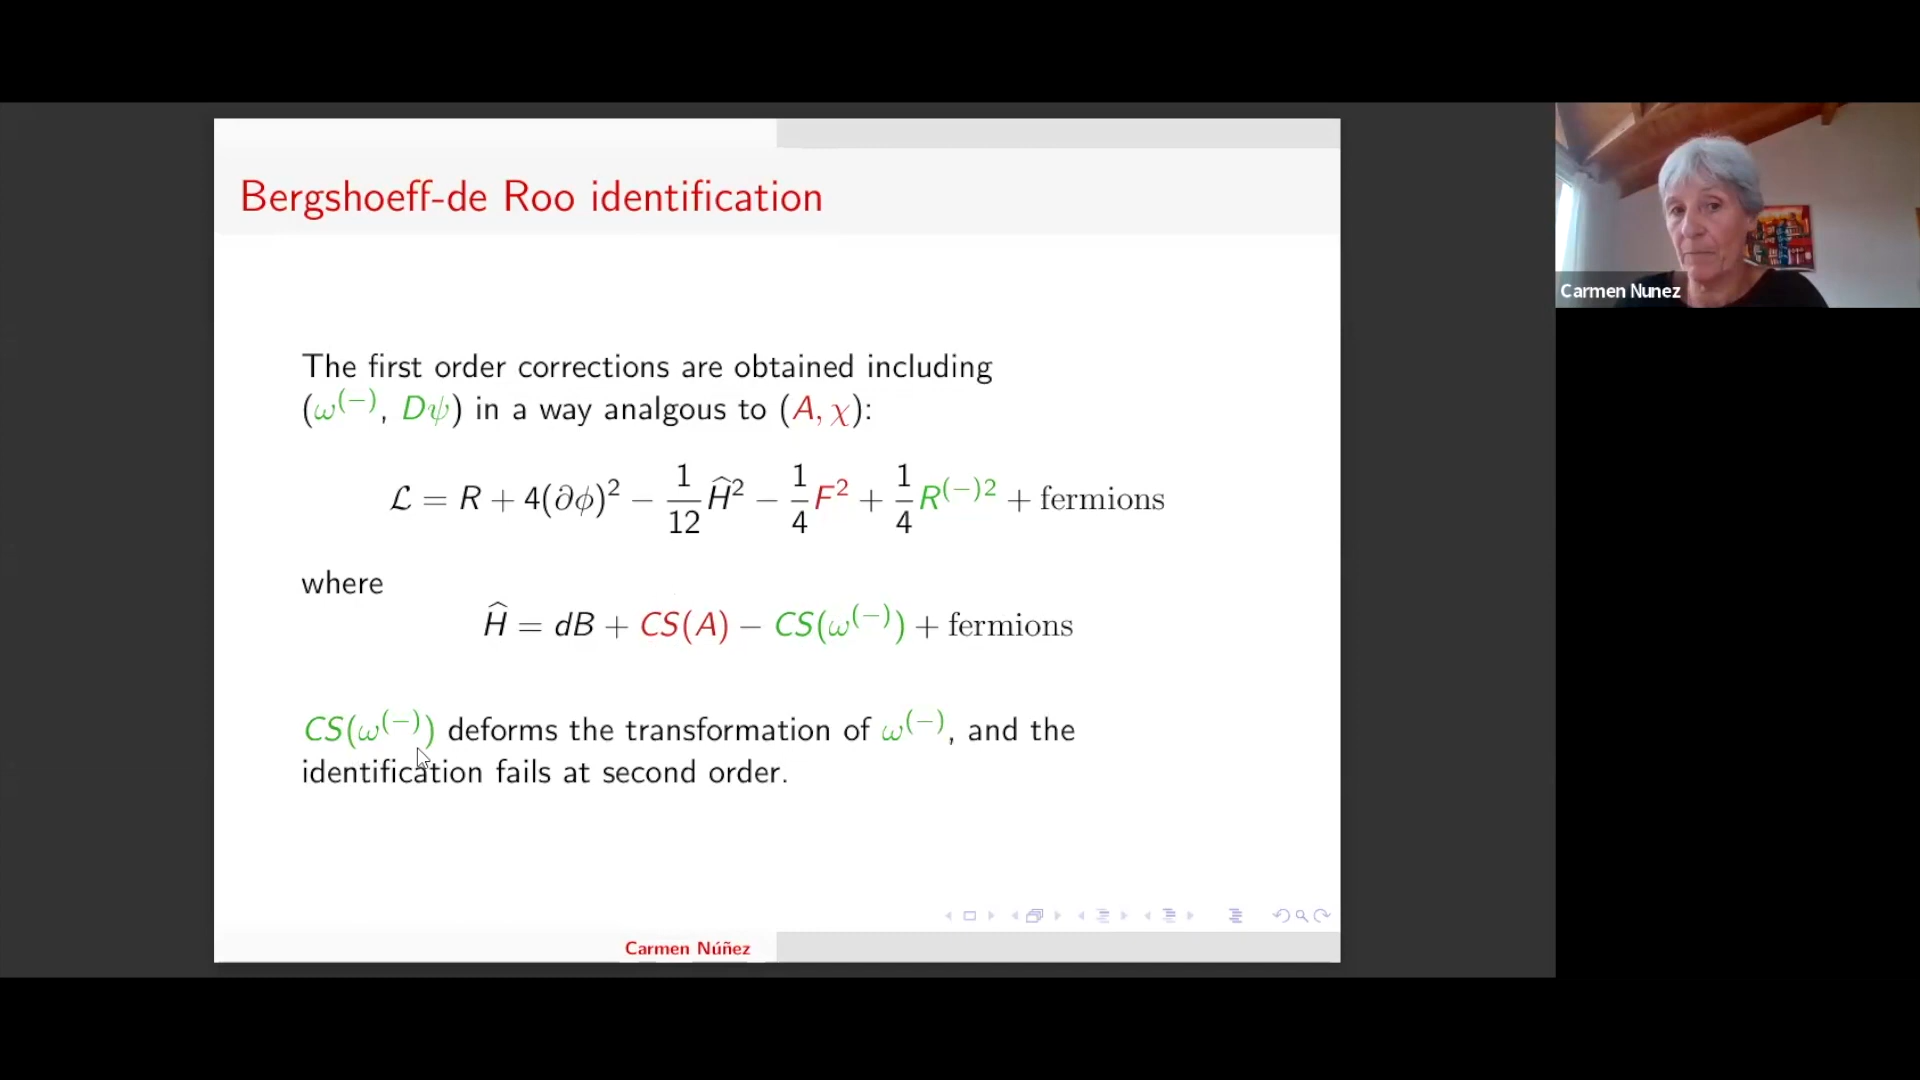 Bergshoeff-de Roo identification
The first order corrections are obtained including
(ω⁽⁻⁾, Dψ) in a way analgous to (A, χ):
ℒ = R + 4(∂ϕ)² − 1/12 Ĥ² − 1/4 F² + 1/4 R⁽⁻⁾² + fermions
where
Ĥ = dB + CS(A) − CS(ω⁽⁻⁾) + fermions
CS(ω⁽⁻⁾) deforms the transformation of ω⁽⁻⁾, and the
identification fails at second order.
Carmen Núñez
Carmen Nunez